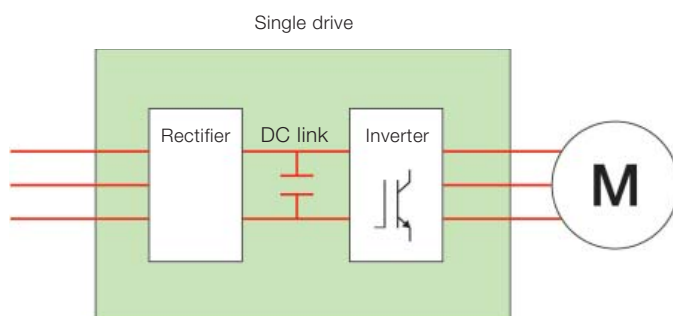 Single drive
Rectifier
DC link
Inverter
M